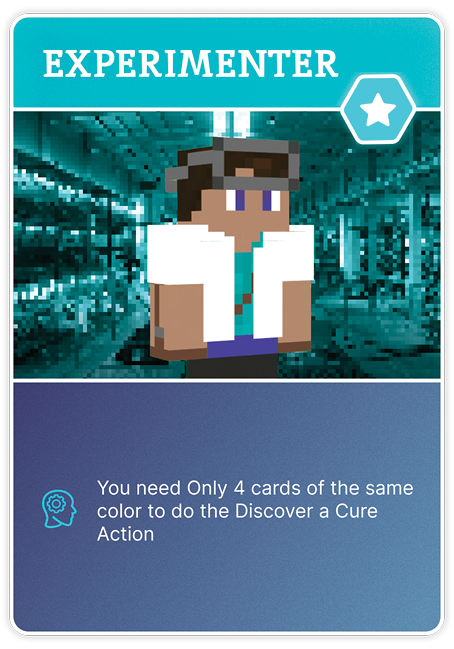 EXPERIMENTER
You need Only 4 cards of the same
color to do the Discover a Cure
Action